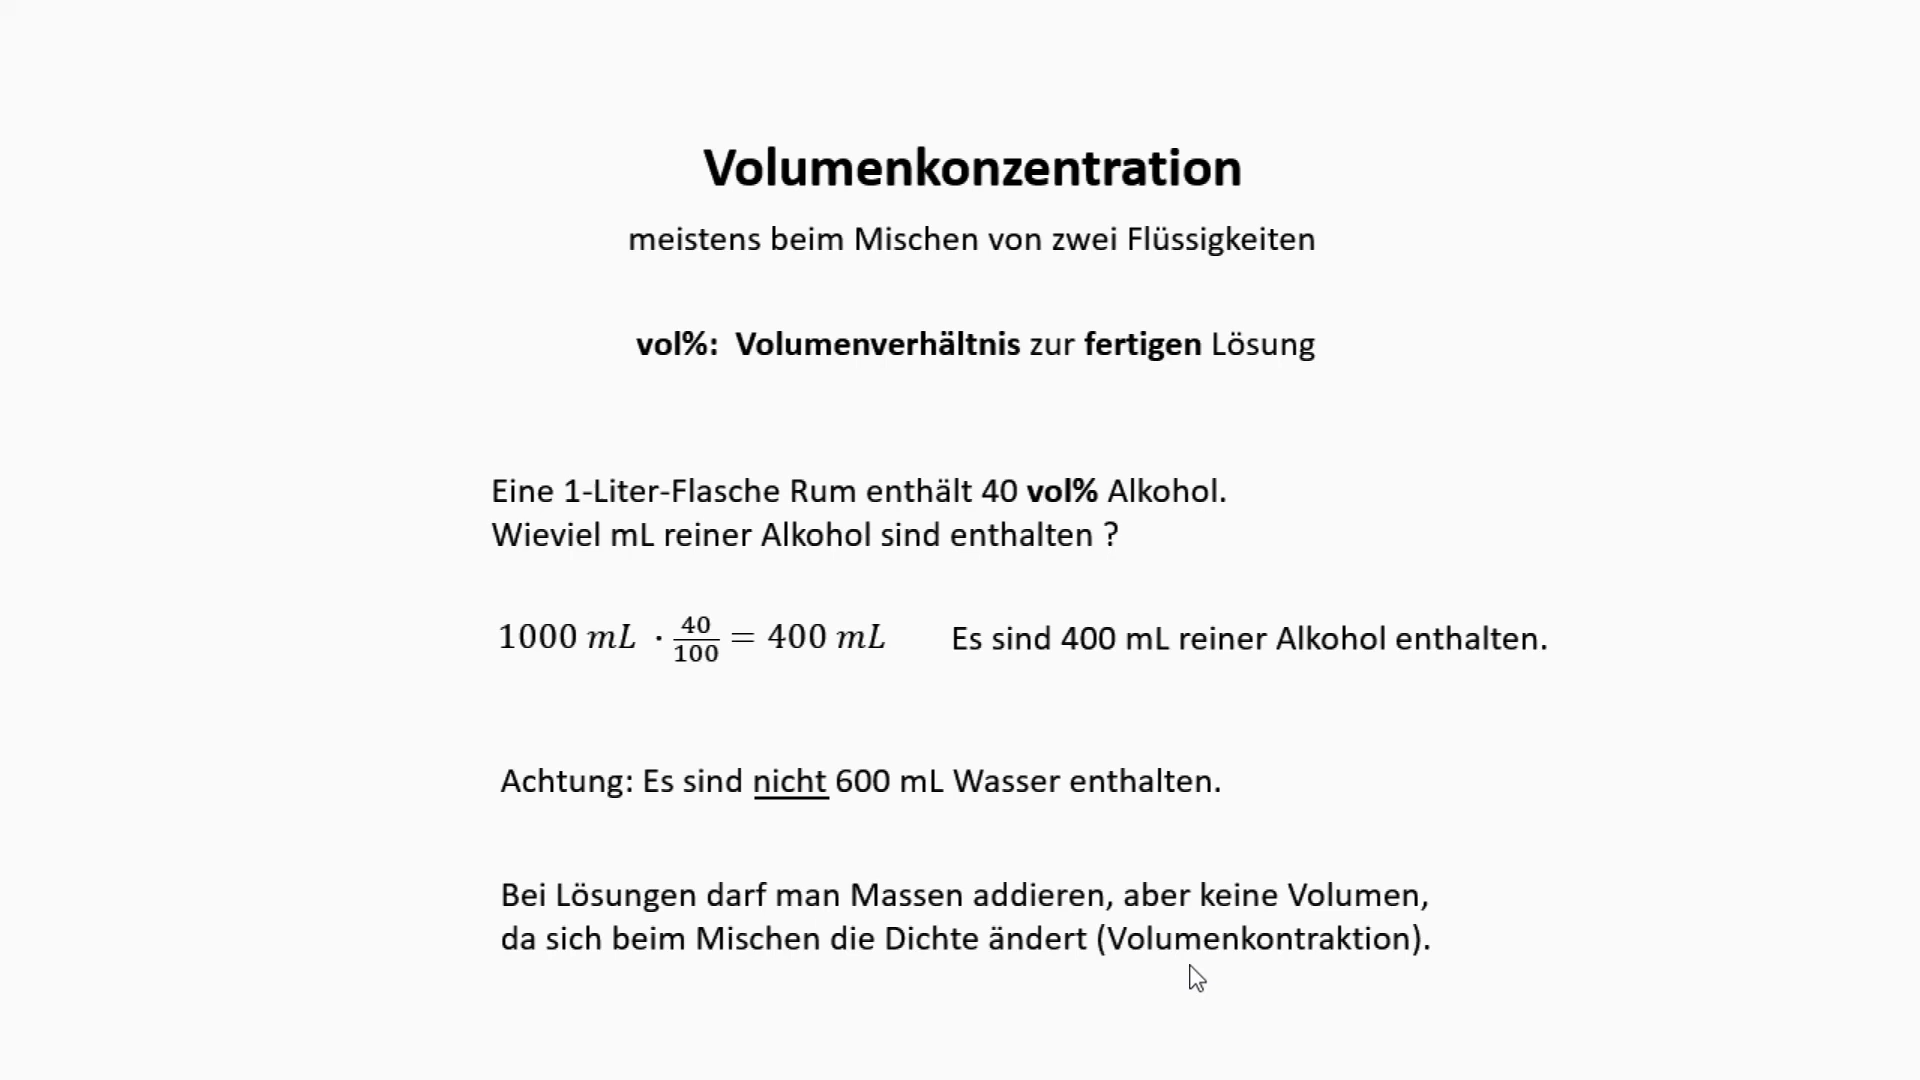 Volumenkonzentration
meistens beim Mischen von zwei Flüssigkeiten
vol%: Volumenverhältnis zur fertigen Lösung
Eine 1-Liter-Flasche Rum enthält 40 vol% Alkohol.
Wieviel mL reiner Alkohol sind enthalten ?
1000 mL · 40/100 = 400 mL Es sind 400 mL reiner Alkohol enthalten.
Achtung: Es sind nicht 600 mL Wasser enthalten.
Bei Lösungen darf man Massen addieren, aber keine Volumen,
da sich beim Mischen die Dichte ändert (Volumenkontraktion).